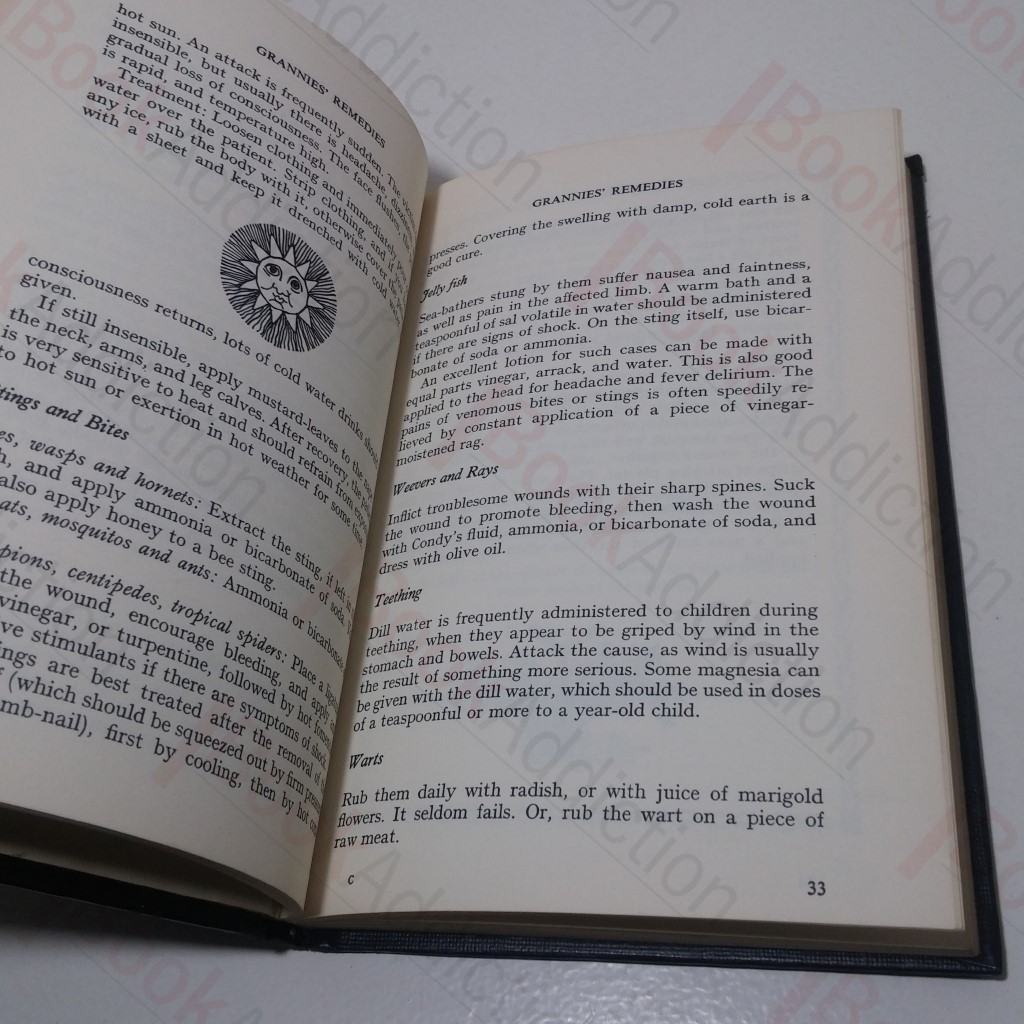 GRANNIES' REMEDIES
hot sun. An attack is frequently sudden. The
insensible, but usually there is headache,
gradual loss of consciousness. The face flushes,
is rapid, and temperature high.
Treatment: Loosen clothing and immediately
water over the patient. Strip clothing, and if
any ice, rub the body with it, otherwise cover the
with a sheet and keep it drenched with cold
consciousness returns, lots of cold water drinks should
given.
If still insensible, apply mustard-leaves to the nape
the neck, arms, and leg calves. After recovery, the
is very sensitive to heat and should refrain from
to hot sun or exertion in hot weather for some time
tings and Bites
es, wasps and hornets: Extract the sting, if left in
h, and apply ammonia or bicarbonate of soda.
also apply honey to a bee sting.
ats, mosquitos and ants: Ammonia or bicarbonate
pions, centipedes, tropical spiders: Place a
the wound, encourage bleeding, and apply
vinegar, or turpentine, followed by hot
ve stimulants if there are symptoms of shock.
ings are best treated after the removal of
(which should be squeezed out by firm
mb-nail), first by cooling, then by hot
GRANNIES' REMEDIES
presses. Covering the swelling with damp, cold earth is a
good cure.
Jelly fish
Sea-bathers stung by them suffer nausea and faintness,
as well as pain in the affected limb. A warm bath and a
teaspoonful of sal volatile in water should be administered
if there are signs of shock. On the sting itself, use bicar-
bonate of soda or ammonia.
An excellent lotion for such cases can be made with
equal parts vinegar, arrack, and water. This is also good
applied to the head for headache and fever delirium. The
pains of venomous bites or stings is often speedily re-
lieved by constant application of a piece of vinegar-
moistened rag.
Weevers and Rays
Inflict troublesome wounds with their sharp spines. Suck
the wound to promote bleeding, then wash the wound
with Condy's fluid, ammonia, or bicarbonate of soda, and
dress with olive oil.
Teething
Dill water is frequently administered to children during
teething, when they appear to be griped by wind in the
stomach and bowels. Attack the cause, as wind is usually
the result of something more serious. Some magnesia can
be given with the dill water, which should be used in doses
of a teaspoonful or more to a year-old child.
Warts
Rub them daily with radish, or with juice of marigold
flowers. It seldom fails. Or, rub the wart on a piece of
raw meat.
C
33
BookAddiction